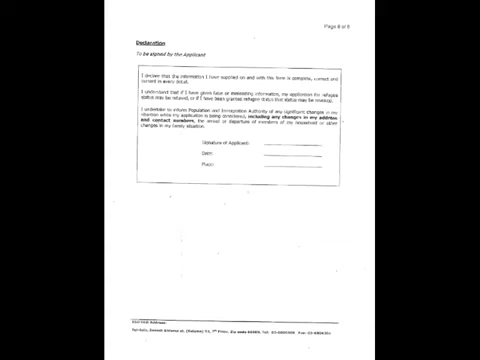 Page 8 of 8
Declaration
To be signed by the Applicant
I declare that the information I have supplied on and with this form is complete, correct and
current in every detail.
I understand that if I have given false or misleading information, my application for refugee
status may be refused, or if I have been granted refugee status that status may be revoked.
I undertake to inform Population and Immigration Authority of any significant changes in my
situation while my application is being considered, including any changes in my address
and contact numbers, the arrival or departure of members of my household or other
changes in my family situation.
Signature of Applicant:
Date:
Place:
Address: